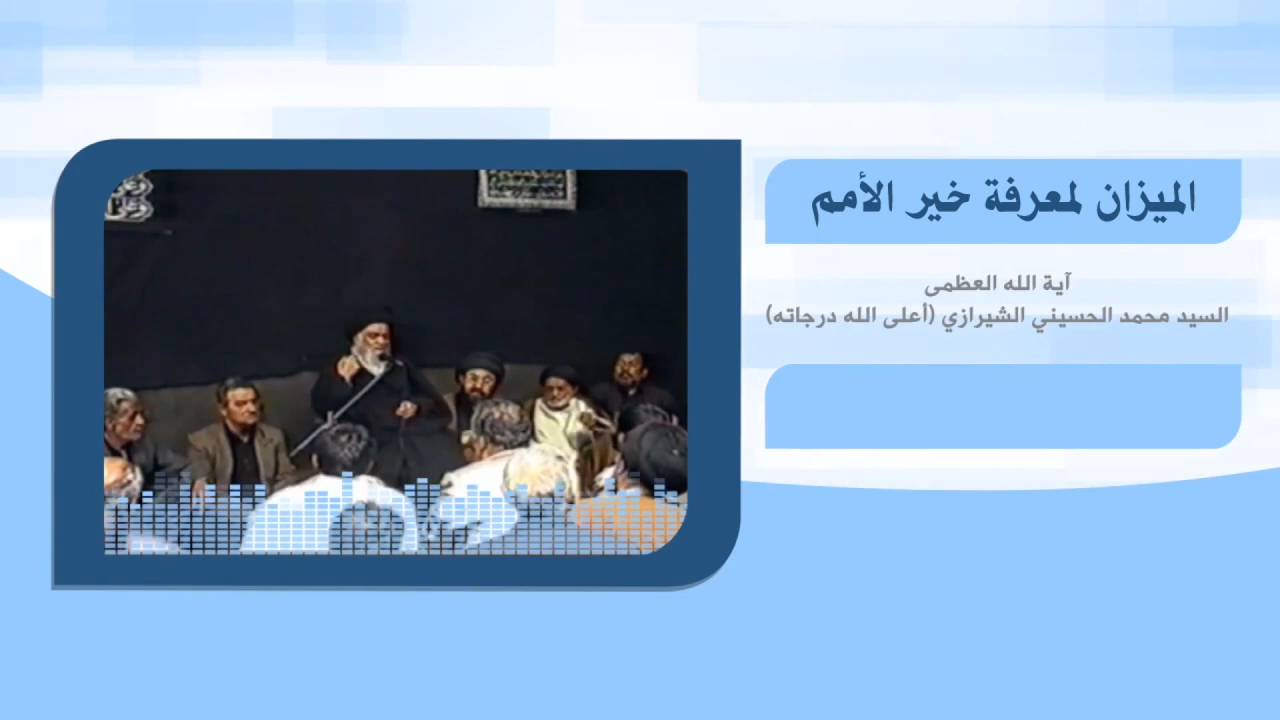 الميزان لمعرفة خير الأمم
آية الله العظمى
السيد محمد الحسيني الشيرازي (أعلى الله درجاته)